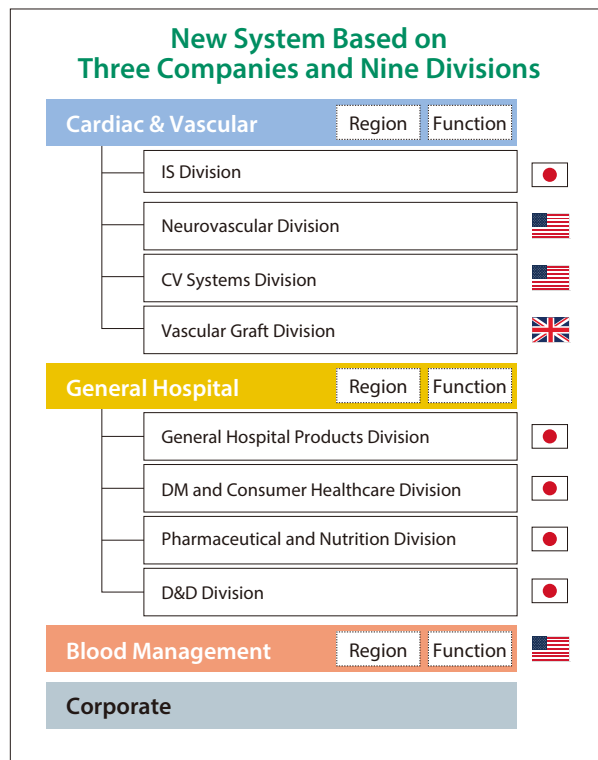 New System Based on
Three Companies and Nine Divisions
Cardiac & Vascular Region Function
IS Division
Neurovascular Division
CV Systems Division
Vascular Graft Division
General Hospital Region Function
General Hospital Products Division
DM and Consumer Healthcare Division
Pharmaceutical and Nutrition Division
D&D Division
Blood Management Region Function
Corporate